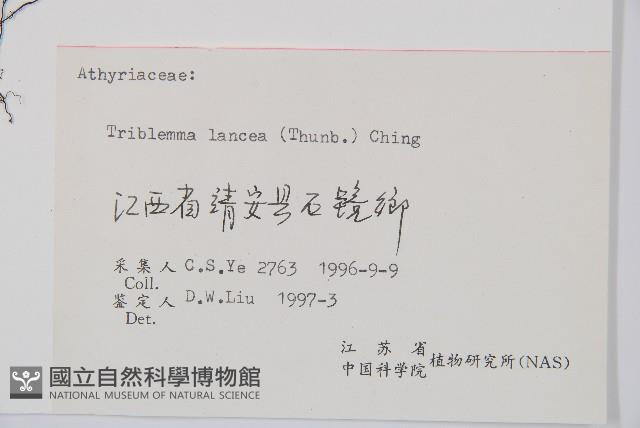 Athyriaceae:
Triblemma lancea (Thunb.) Ching
江西省靖安县石鏡鄉
采集人 C.S.Ye 2763 1996-9-9
Coll.
鉴定人 D.W.Liu 1997-3
Det.
江苏省
中国科学院 植物研究所(NAS)
國立自然科學博物館
NATIONAL MUSEUM OF NATURAL SCIENCE